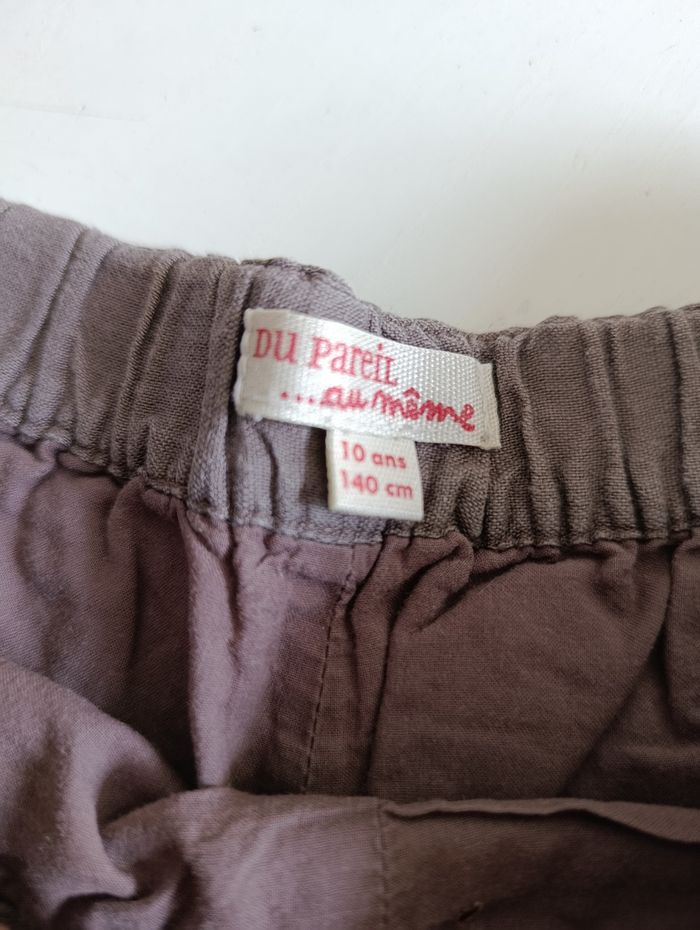 DU PareiL
...au même
10 ans
140 cm